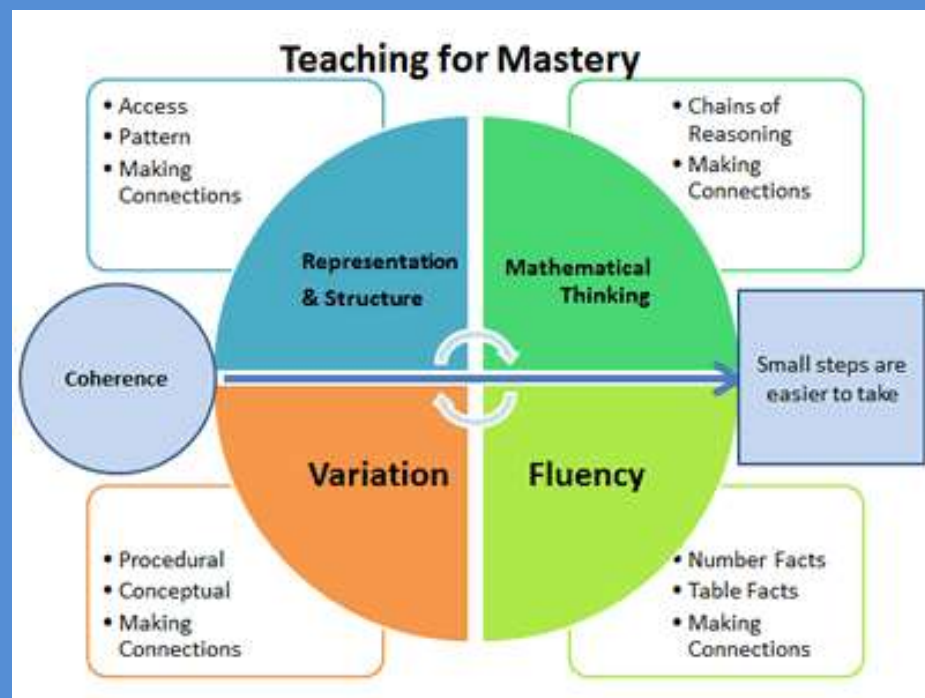 Teaching for Mastery
• Access
• Pattern
• Making
Connections
• Chains of
Reasoning
• Making
Connections
Representation
& Structure
Mathematical
Thinking
Coherence
Small steps are
easier to take
Variation
Fluency
• Procedural
• Conceptual
• Making
Connections
• Number Facts
• Table Facts
• Making
Connections